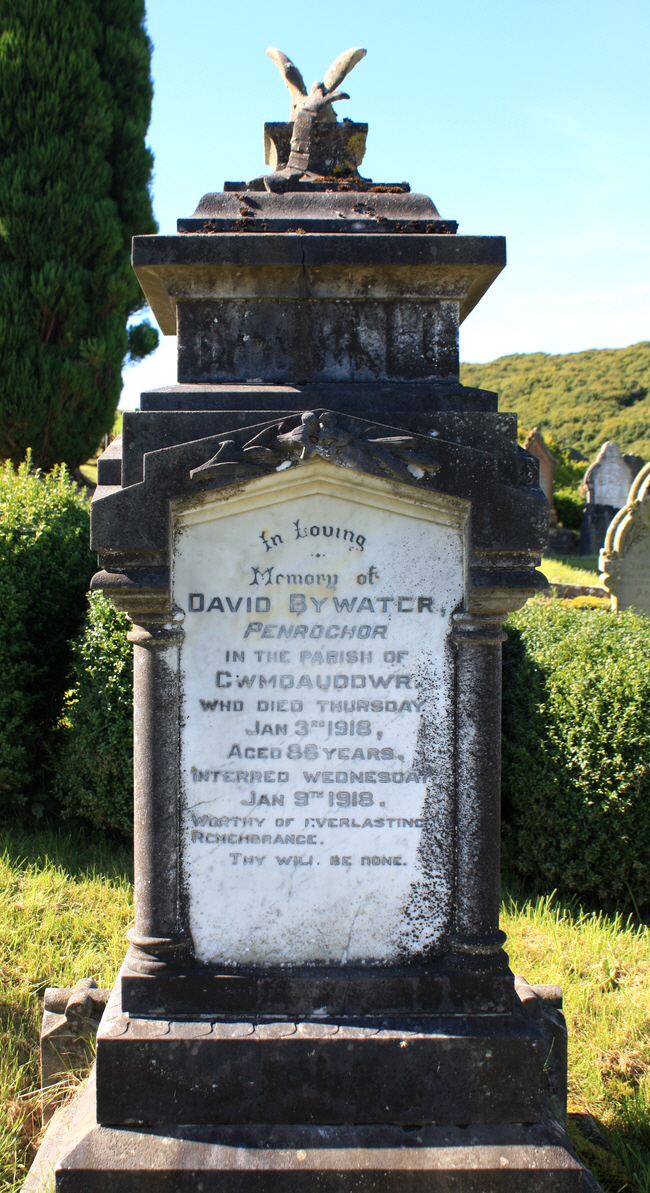 In Loving
Memory of
DAVID BYWATER,
PENROCHOR
IN THE PARISH OF
CWMDAUDDWR
WHO DIED THURSDAY
JAN 3RD 1918,
AGED 86 YEARS.
INTERRED WEDNESDAY
JAN 9TH 1918.
WORTHY OF EVERLASTING
REMEMBRANCE.
THY WILL BE DONE.